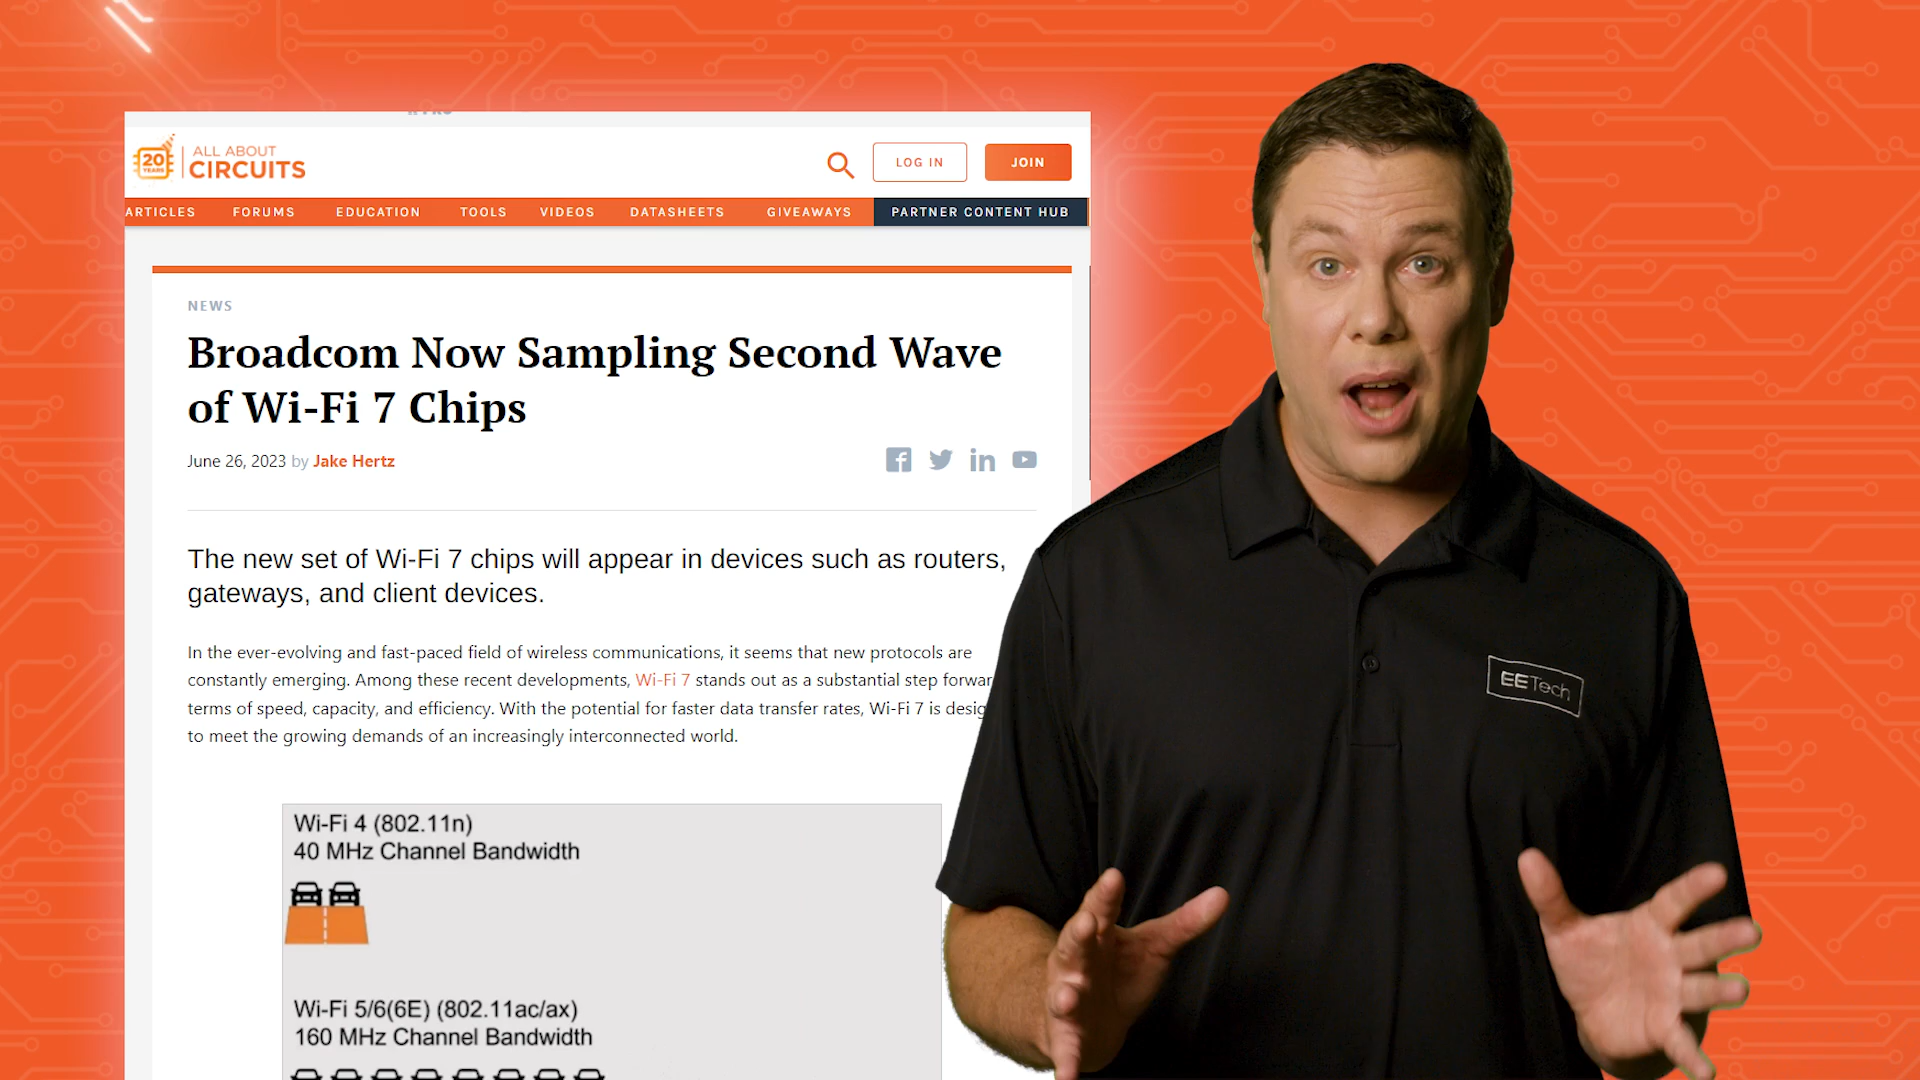 20
YEARS
ALL ABOUT
CIRCUITS
LOG IN
JOIN
ARTICLES FORUMS EDUCATION TOOLS VIDEOS DATASHEETS GIVEAWAYS PARTNER CONTENT HUB
NEWS
Broadcom Now Sampling Second Wave
of Wi-Fi 7 Chips
June 26, 2023 by Jake Hertz
The new set of Wi-Fi 7 chips will appear in devices such as routers,
gateways, and client devices.
In the ever-evolving and fast-paced field of wireless communications, it seems that new protocols are
constantly emerging. Among these recent developments, Wi-Fi 7 stands out as a substantial step forwar
terms of speed, capacity, and efficiency. With the potential for faster data transfer rates, Wi-Fi 7 is desig
to meet the growing demands of an increasingly interconnected world.
Wi-Fi 4 (802.11n)
40 MHz Channel Bandwidth
Wi-Fi 5/6(6E) (802.11ac/ax)
160 MHz Channel Bandwidth
EETech